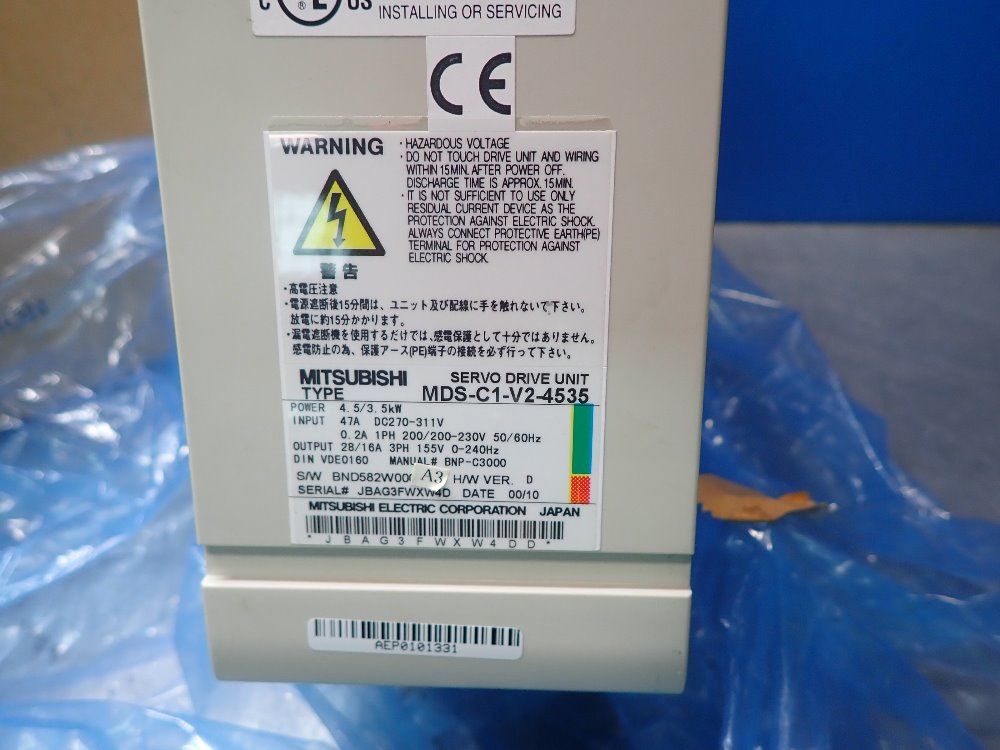 C ® US INSTALLING OR SERVICING
CE
WARNING
・HAZARDOUS VOLTAGE
・DO NOT TOUCH DRIVE UNIT AND WIRING
WITHIN 15MIN. AFTER POWER OFF.
DISCHARGE TIME IS APPROX. 15MIN.
・IT IS NOT SUFFICIENT TO USE ONLY
RESIDUAL CURRENT DEVICE AS THE
PROTECTION AGAINST ELECTRIC SHOCK.
ALWAYS CONNECT PROTECTIVE EARTH(PE)
TERMINAL FOR PROTECTION AGAINST
ELECTRIC SHOCK.
警告
・高電圧注意
・電源遮断後15分間は、ユニット及び配線に手を触れないで下さい。
放電に約15分かかります。
・漏電遮断機を使用するだけでは、感電保護として十分ではありません。
感電防止の為、保護アース(PE)端子の接続を必ず行って下さい。
MITSUBISHI SERVO DRIVE UNIT
TYPE MDS-C1-V2-4535
POWER 4.5/3.5kW
INPUT 47A DC270-311V
0.2A 1PH 200/200-230V 50/60Hz
OUTPUT 28/16A 3PH 155V 0-240Hz
DIN VDE0160 MANUAL# BNP-C3000
S/W BND582W00 A3 H/W VER. D
SERIAL# JBAG3FWXW4D DATE 00/10
MITSUBISHI ELECTRIC CORPORATION JAPAN
* J B A G 3 F W X W 4 D D *
AEP0101331